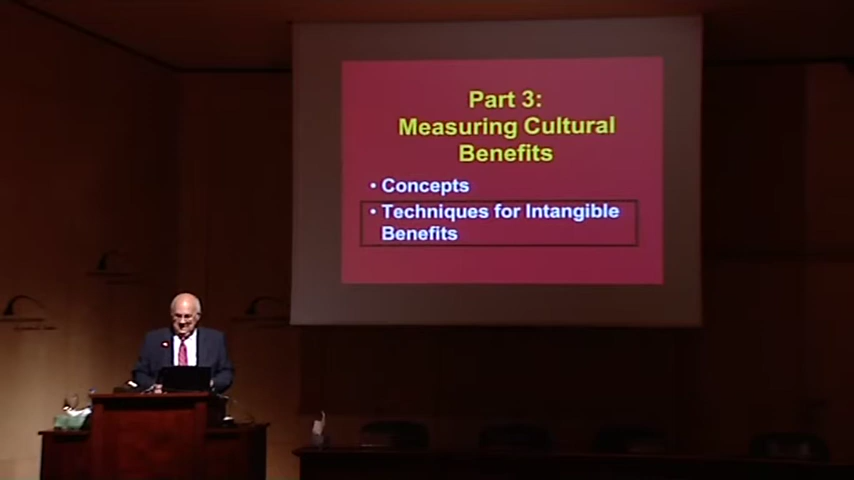 Part 3:
Measuring Cultural
Benefits
• Concepts
• Techniques for Intangible
Benefits